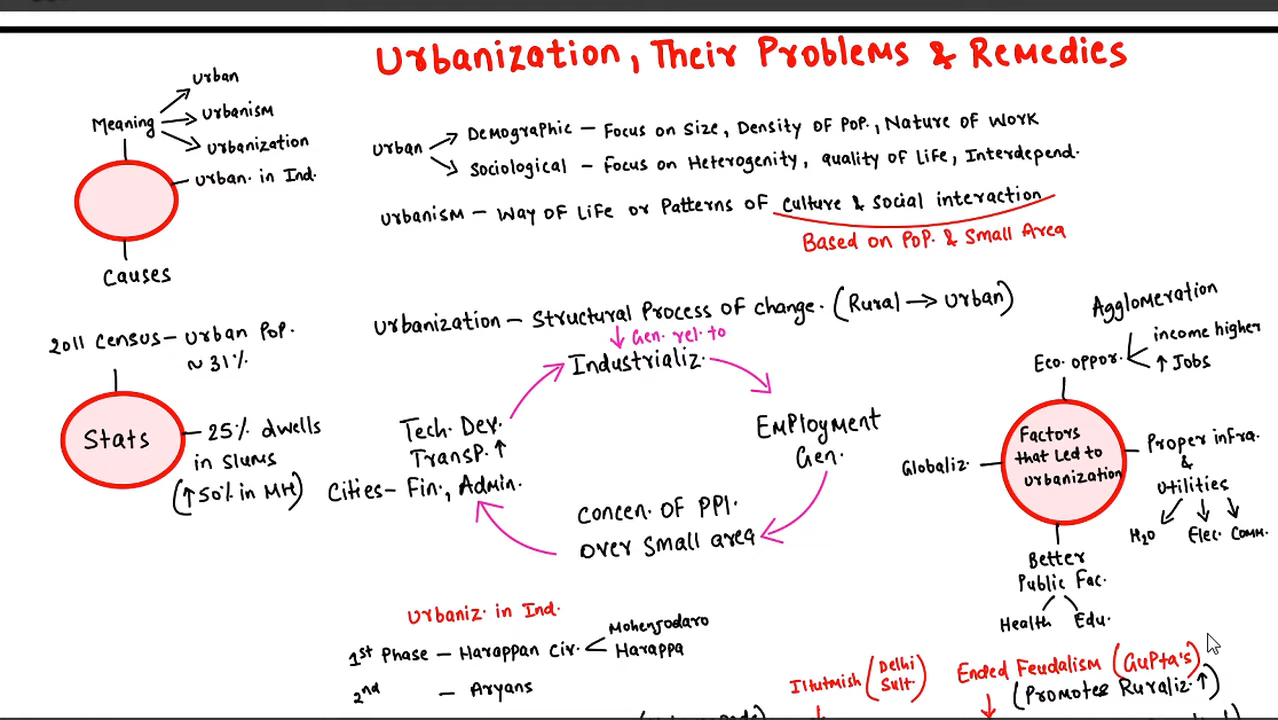 Urbanization, Their Problems & Remedies
Urban
Meaning
Urbanism
Urbanization
Urban. in Ind.
Causes
Urban
Demographic – Focus on Size, Density of Pop., Nature of Work
Sociological – Focus on Heterogenity, quality of Life, Interdepend.
Urbanism – Way of Life or Patterns of culture & social interaction
Based on Pop. & Small Area
Urbanization – Structural Process of change. (Rural → Urban)
↓ Gen. rel. to
Industrializ.
Employment
Gen.
Concen. of PPl.
over small area
Tech. Dev.
Transp. ↑
Cities – Fin., Admin.
2011 Census – Urban Pop.
~ 31%
Stats
25% dwells
in slums
(↑50% in MH)
Agglomeration
Eco. oppor.
income higher
↑ Jobs
Factors
that Led to
Urbanization
Globaliz.
Proper infra.
&
Utilities
H2O
Elec.
Comm.
Better
Public Fac.
Health
Edu.
Urbaniz. in Ind.
1st Phase – Harappan Civ.
Mohenjodaro
Harappa
2nd – Aryans
Iltutmish (Delhi
Sult.)
Ended Feudalism (Gupta's)
(Promotes Ruraliz. ↑)